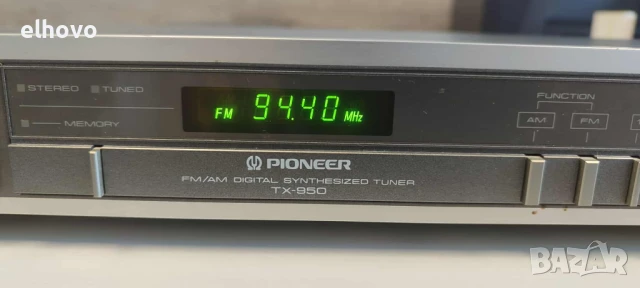 elhovo
STEREO TUNED
FUNCTION
FM 94.40 MHz
AM FM
MEMORY
PIONEER
FM/AM DIGITAL SYNTHESIZED TUNER
TX-950
BAZAR